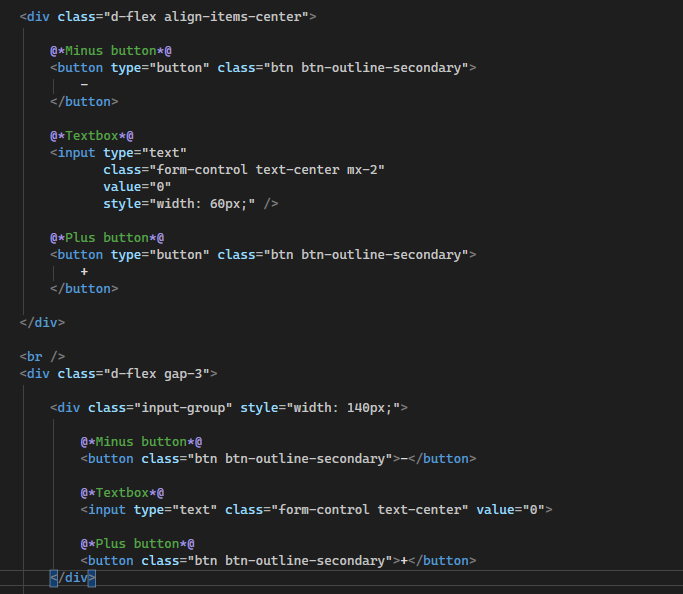 <div class="d-flex align-items-center">
@*Minus button*@
<button type="button" class="btn btn-outline-secondary">
-
</button>
@*Textbox*@
<input type="text"
class="form-control text-center mx-2"
value="0"
style="width: 60px;" />
@*Plus button*@
<button type="button" class="btn btn-outline-secondary">
+
</button>
</div>
<br />
<div class="d-flex gap-3">
<div class="input-group" style="width: 140px;">
@*Minus button*@
<button class="btn btn-outline-secondary">-</button>
@*Textbox*@
<input type="text" class="form-control text-center" value="0">
@*Plus button*@
<button class="btn btn-outline-secondary">+</button>
</div>